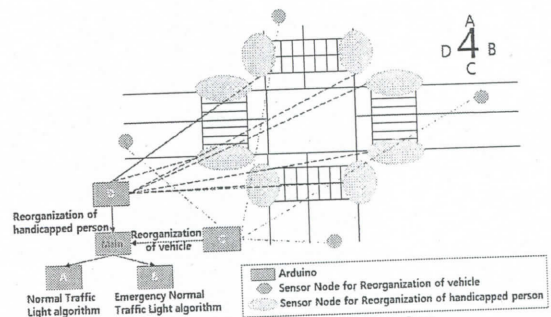 A
D 4 B
C
Reorganization of
handicapped person
Main
Reorganization
of vehicle
C
A
Normal Traffic
Light algorithm
Emergency Normal
Traffic Light algorithm
Arduino
Sensor Node for Reorganization of vehicle
Sensor Node for Reorganization of handicapped person